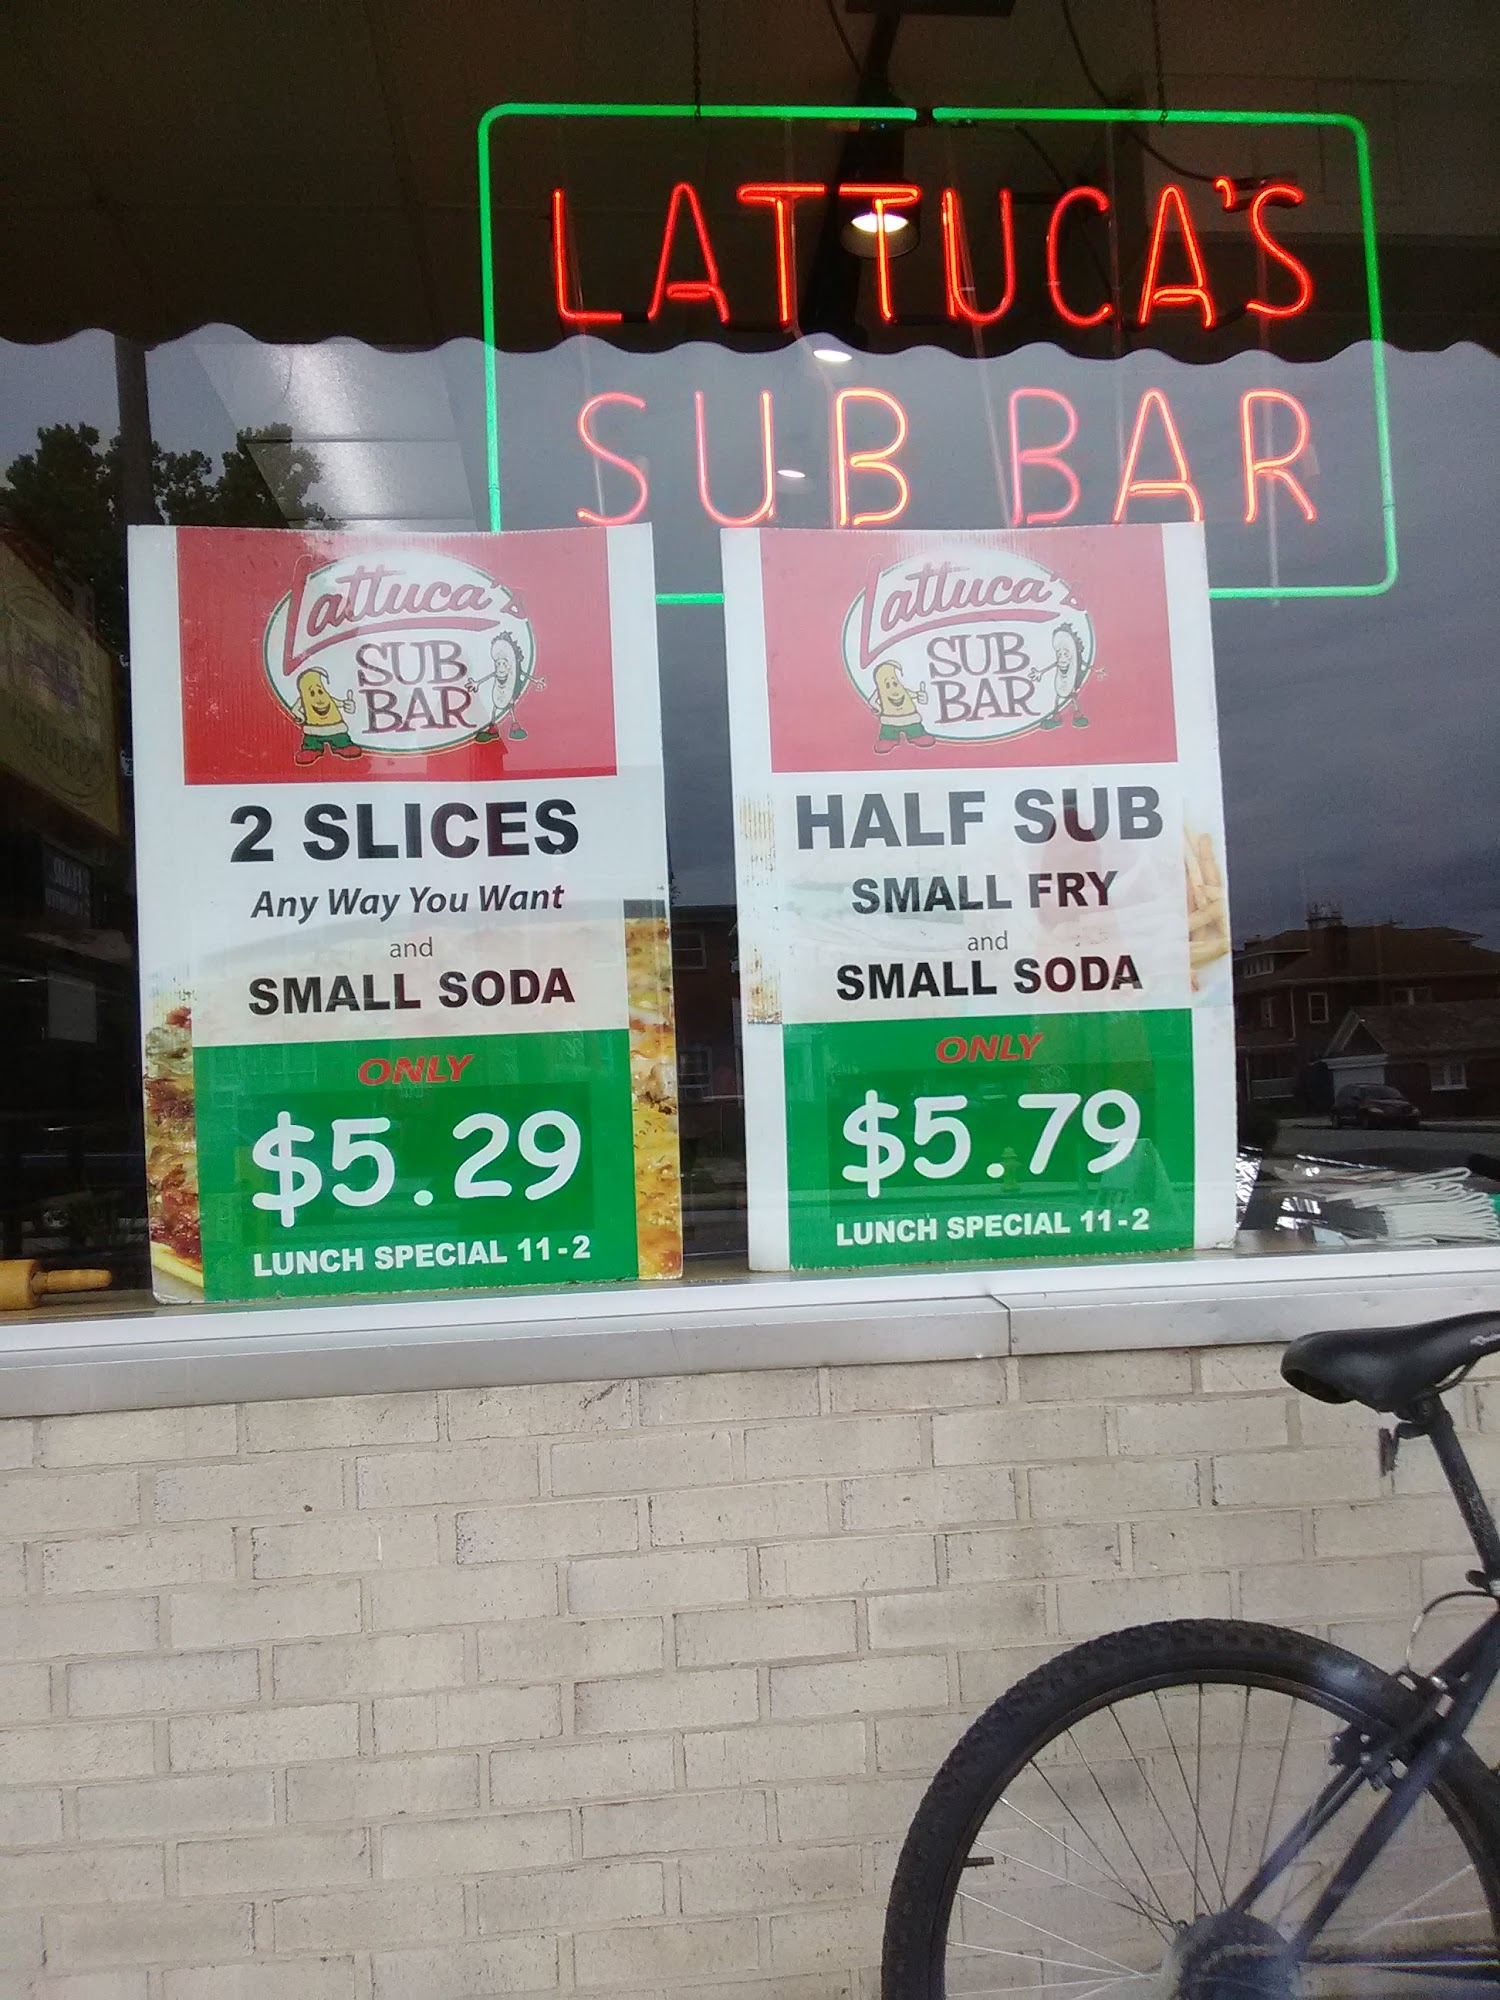 LATTUCA'S
SUB BAR
Lattuca's
SUB
BAR
2 SLICES
Any Way You Want
and
SMALL SODA
ONLY
$5.29
LUNCH SPECIAL 11-2
Lattuca's
SUB
BAR
HALF SUB
SMALL FRY
and
SMALL SODA
ONLY
$5.79
LUNCH SPECIAL 11-2